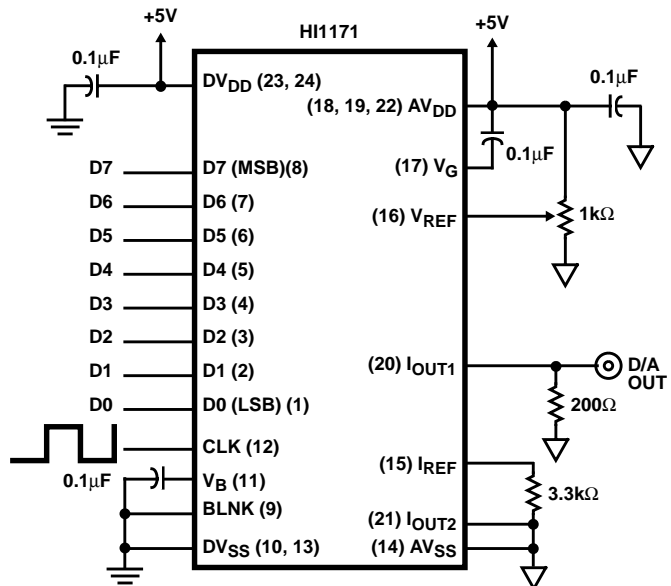 +5V
HI1171
+5V
0.1μF
DVDD (23, 24)
0.1μF
(18, 19, 22) AVDD
0.1μF
(17) VG
D7
D7 (MSB)(8)
D6
D6 (7)
(16) VREF
1kΩ
D5
D5 (6)
D4
D4 (5)
D3
D3 (4)
D2
D2 (3)
D1
D1 (2)
(20) IOUT1
D/A
OUT
D0
D0 (LSB) (1)
200Ω
CLK (12)
(15) IREF
0.1μF
VB (11)
3.3kΩ
BLNK (9)
(21) IOUT2
DVSS (10, 13)
(14) AVSS